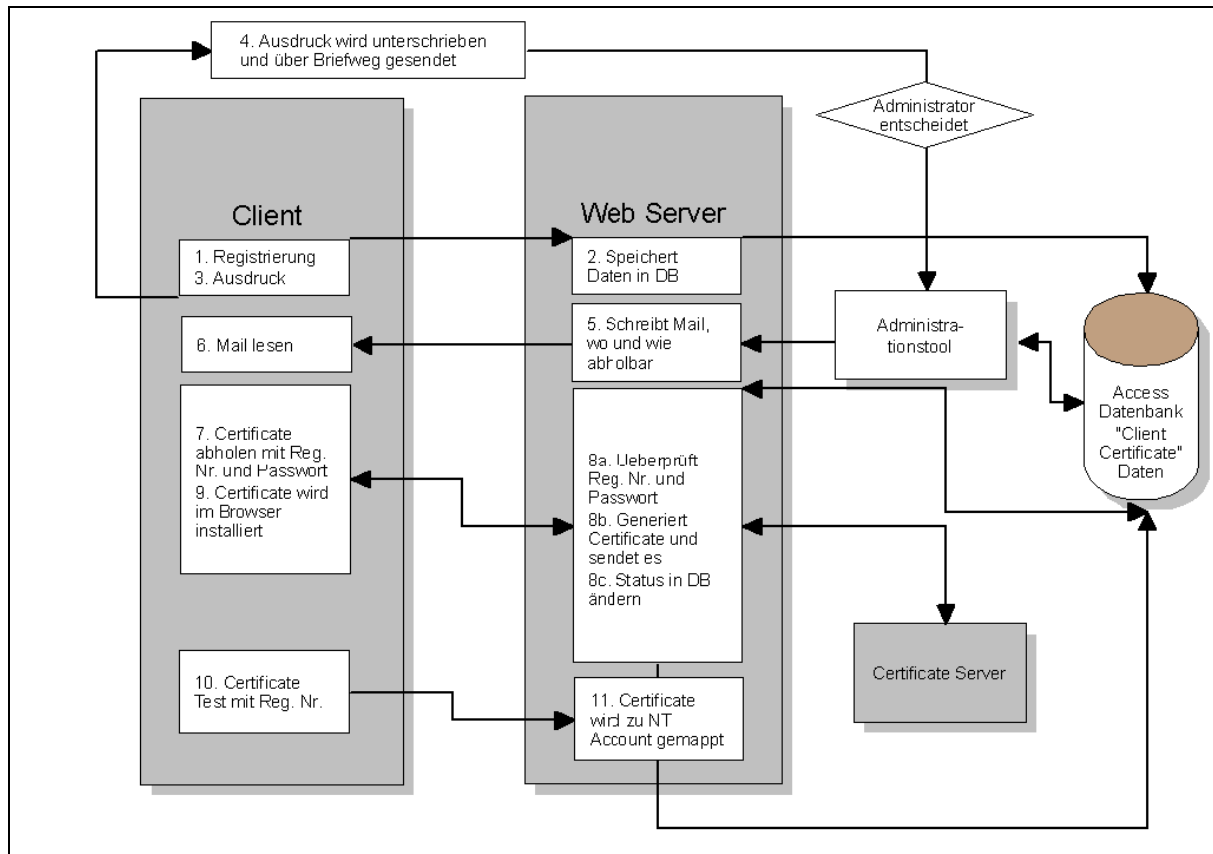 4. Ausdruck wird unterschrieben
und über Briefweg gesendet
Administrator
entscheidet
Client
Web Server
1. Registrierung
3. Ausdruck
2. Speichert
Daten in DB
6. Mail lesen
5. Schreibt Mail,
wo und wie
abholbar
Administra-
tionstool
Access
Datenbank
"Client
Certificate"
Daten
7. Certificate
abholen mit Reg.
Nr. und Passwort
9. Certificate wird
im Browser
installiert
8a. Ueberprüft
Reg. Nr. und
Passwort
8b. Generiert
Certificate und
sendet es
8c. Status in DB
ändern
Certificate Server
10. Certificate
Test mit Reg. Nr.
11. Certificate
wird zu NT
Account gemappt